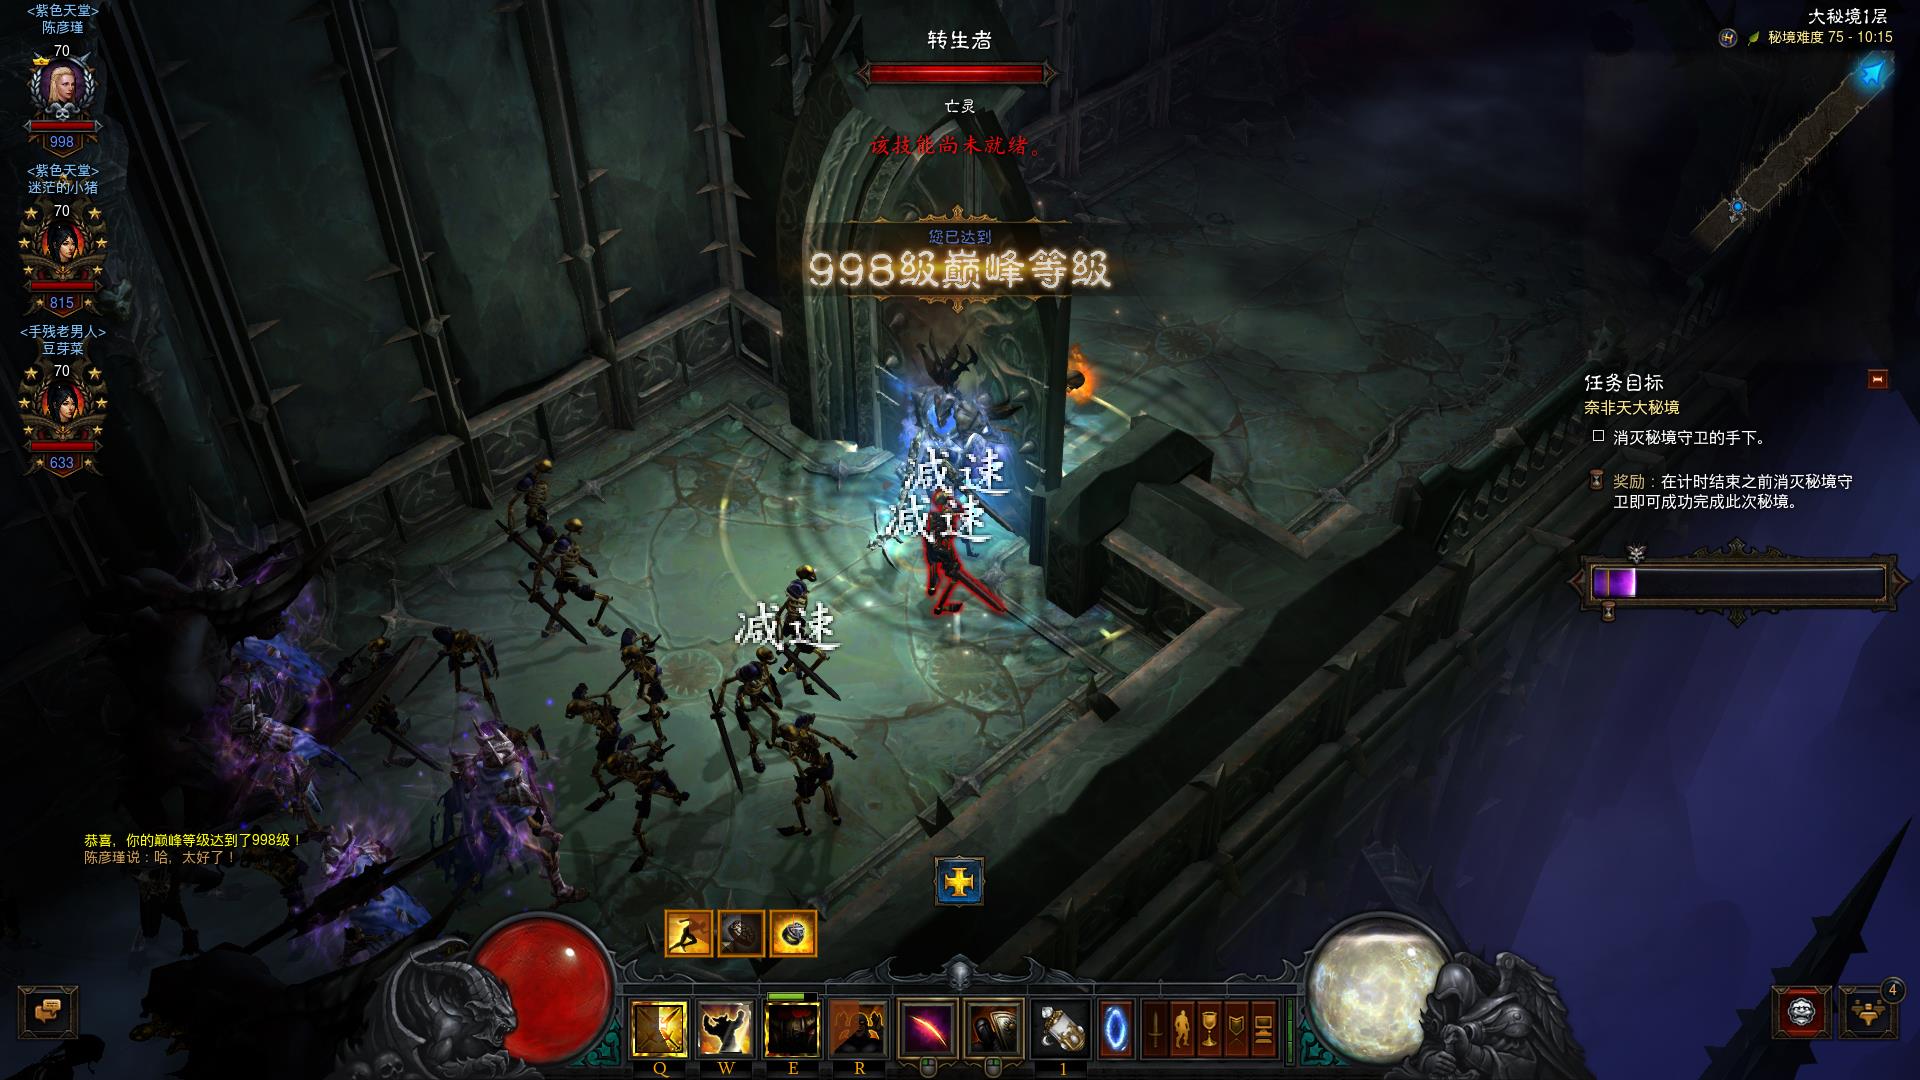 <紫色天堂>
陈彦瑾
70
998
<紫色天堂>
迷茫的小猪
70
815
<手残老男人>
豆芽菜
70
633
转生者
亡灵
该技能尚未就绪。
您已达到
998级巅峰等级
大秘境1层
秘境难度 75 - 10:15
任务目标
奈非天大秘境
消灭秘境守卫的手下。
奖励：在计时结束之前消灭秘境守
卫即可成功完成此次秘境。
减速
减速
减速
恭喜，你的巅峰等级达到了998级！
陈彦瑾说：哈，太好了！
Q W E R 1
4